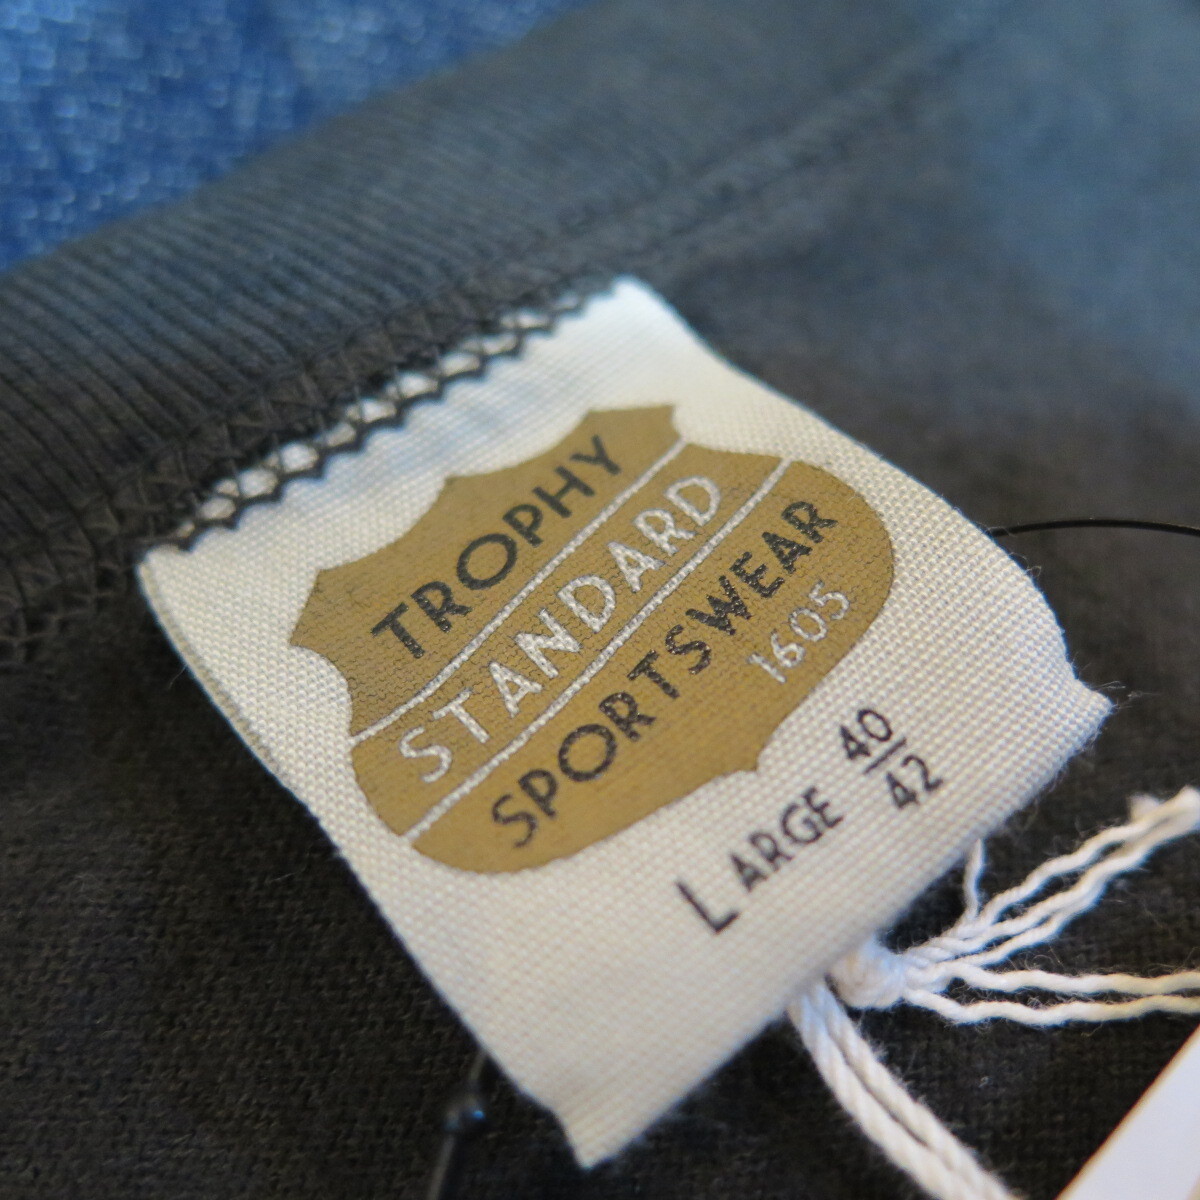 TROPHY
STANDARD
SPORTSWEAR
1605
LARGE 40/42